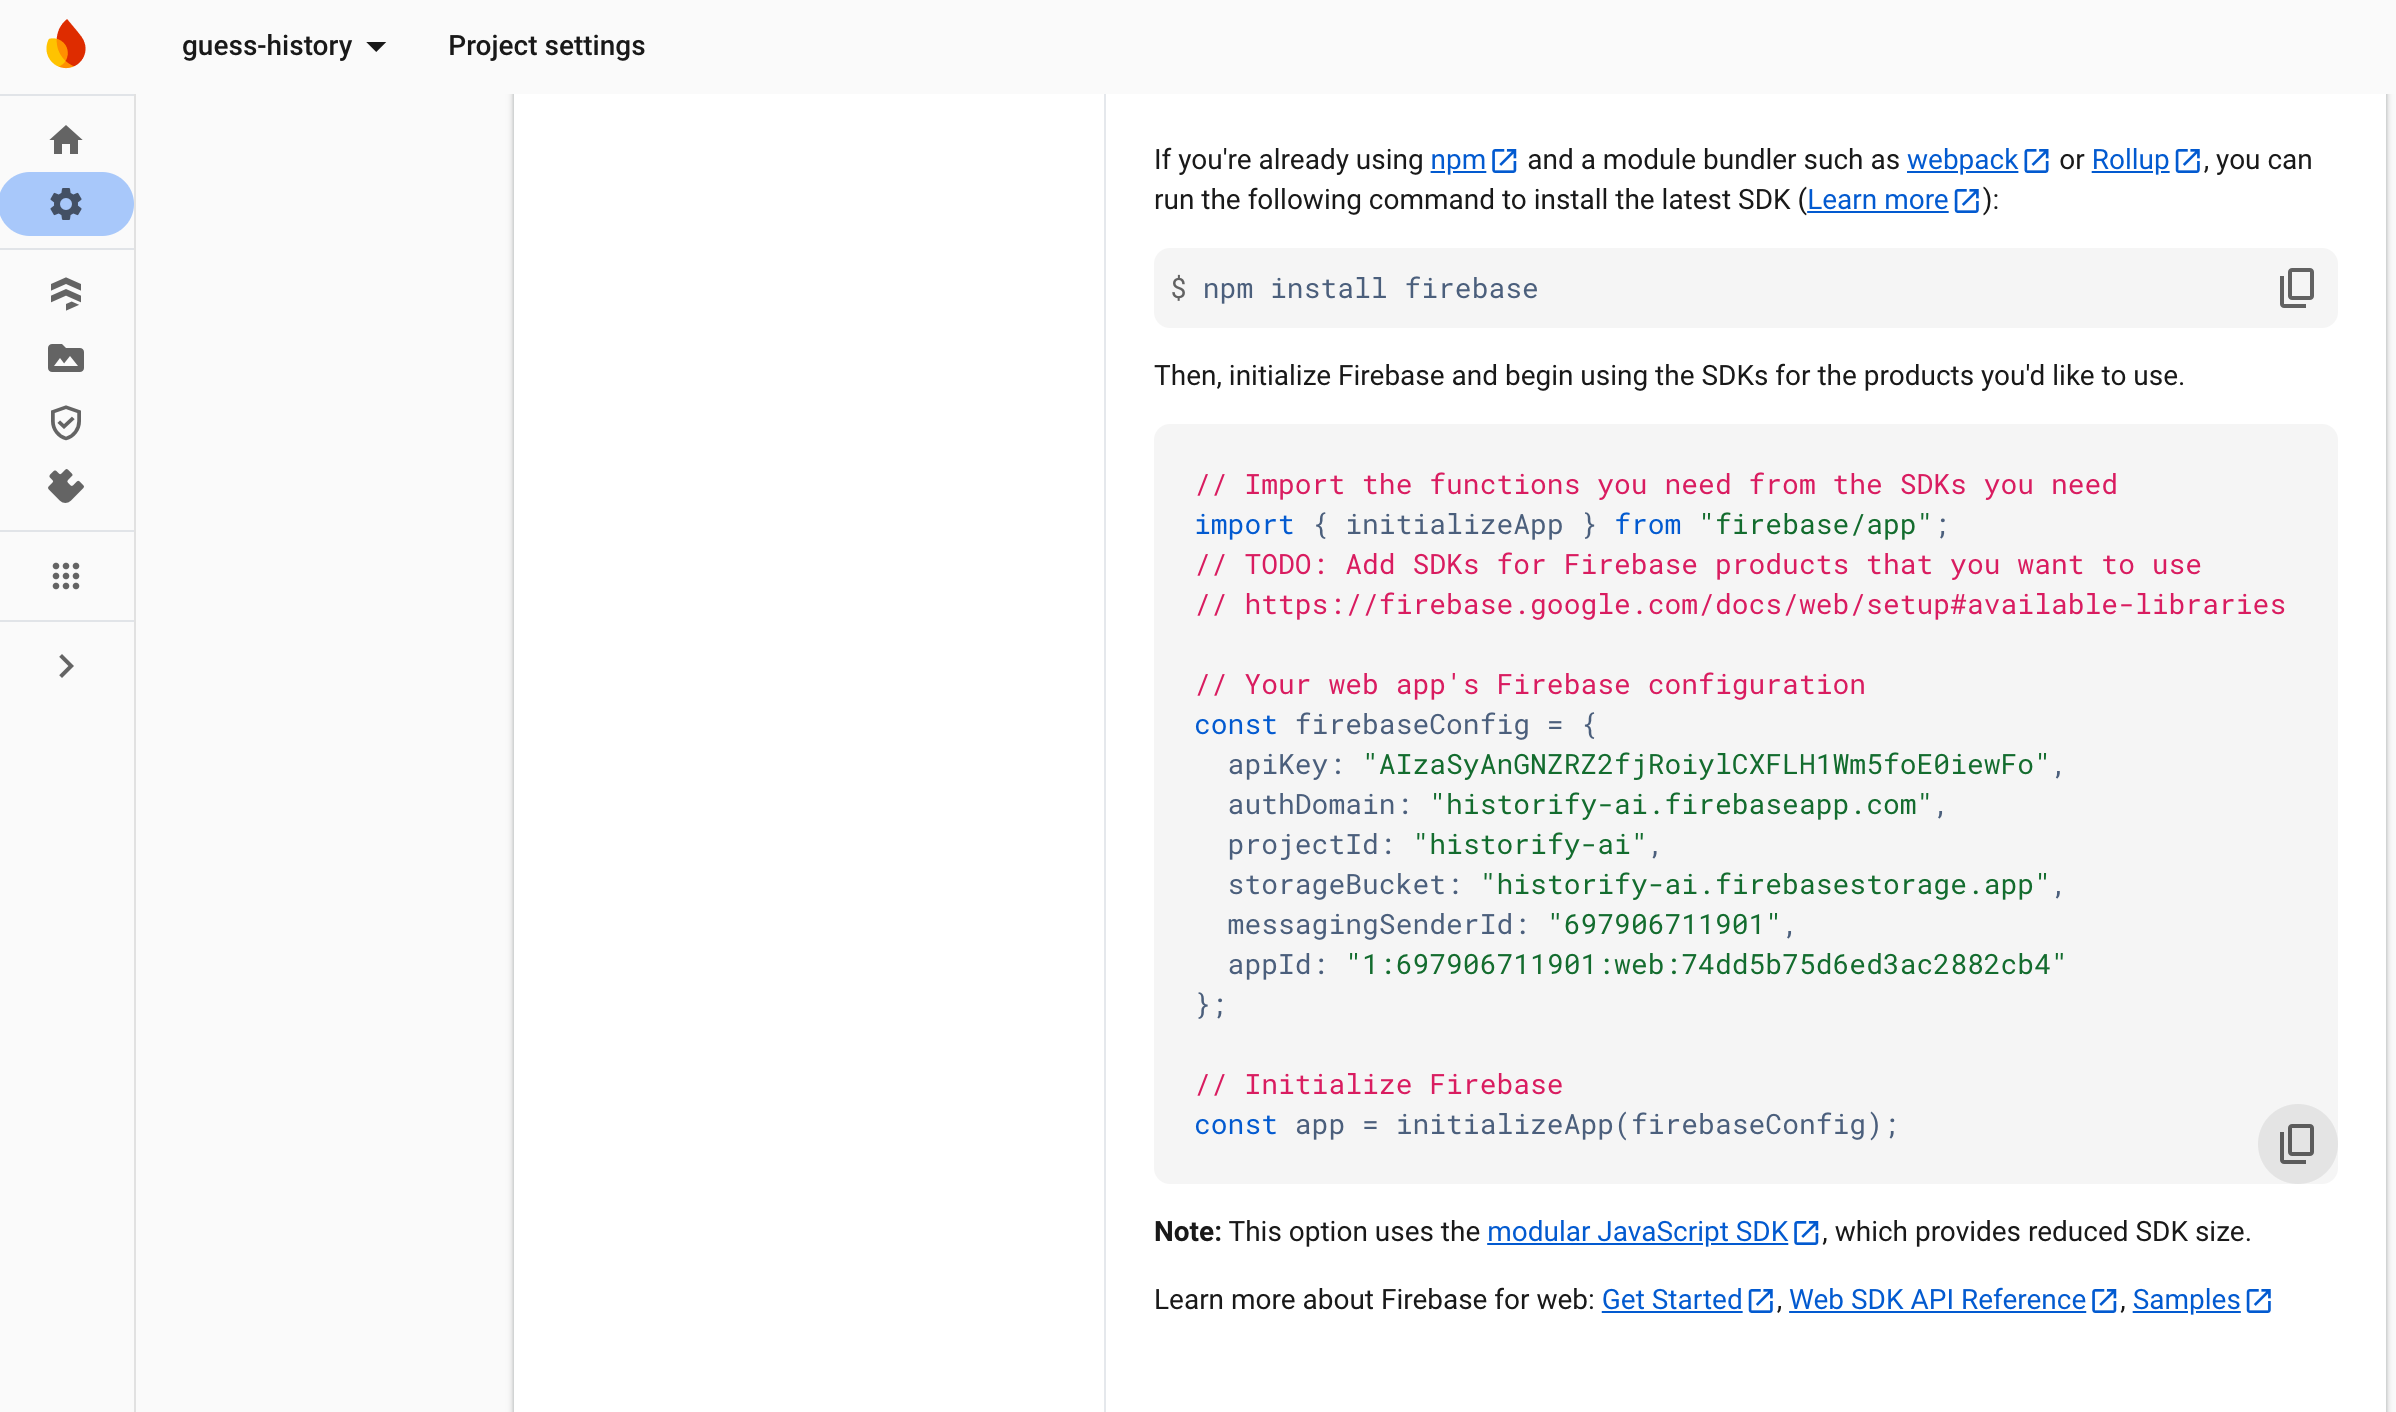 guess-history
Project settings
If you're already using npm and a module bundler such as webpack or Rollup, you can
run the following command to install the latest SDK (Learn more):
$ npm install firebase
Then, initialize Firebase and begin using the SDKs for the products you'd like to use.
// Import the functions you need from the SDKs you need
import { initializeApp } from "firebase/app";
// TODO: Add SDKs for Firebase products that you want to use
// https://firebase.google.com/docs/web/setup#available-libraries
// Your web app's Firebase configuration
const firebaseConfig = {
apiKey: "AIzaSyAnGNZRZ2fjRoiylCXFLH1Wm5foE0iewFo",
authDomain: "historify-ai.firebaseapp.com",
projectId: "historify-ai",
storageBucket: "historify-ai.firebasestorage.app",
messagingSenderId: "697906711901",
appId: "1:697906711901:web:74dd5b75d6ed3ac2882cb4"
};
// Initialize Firebase
const app = initializeApp(firebaseConfig);
Note: This option uses the modular JavaScript SDK, which provides reduced SDK size.
Learn more about Firebase for web: Get Started, Web SDK API Reference, Samples